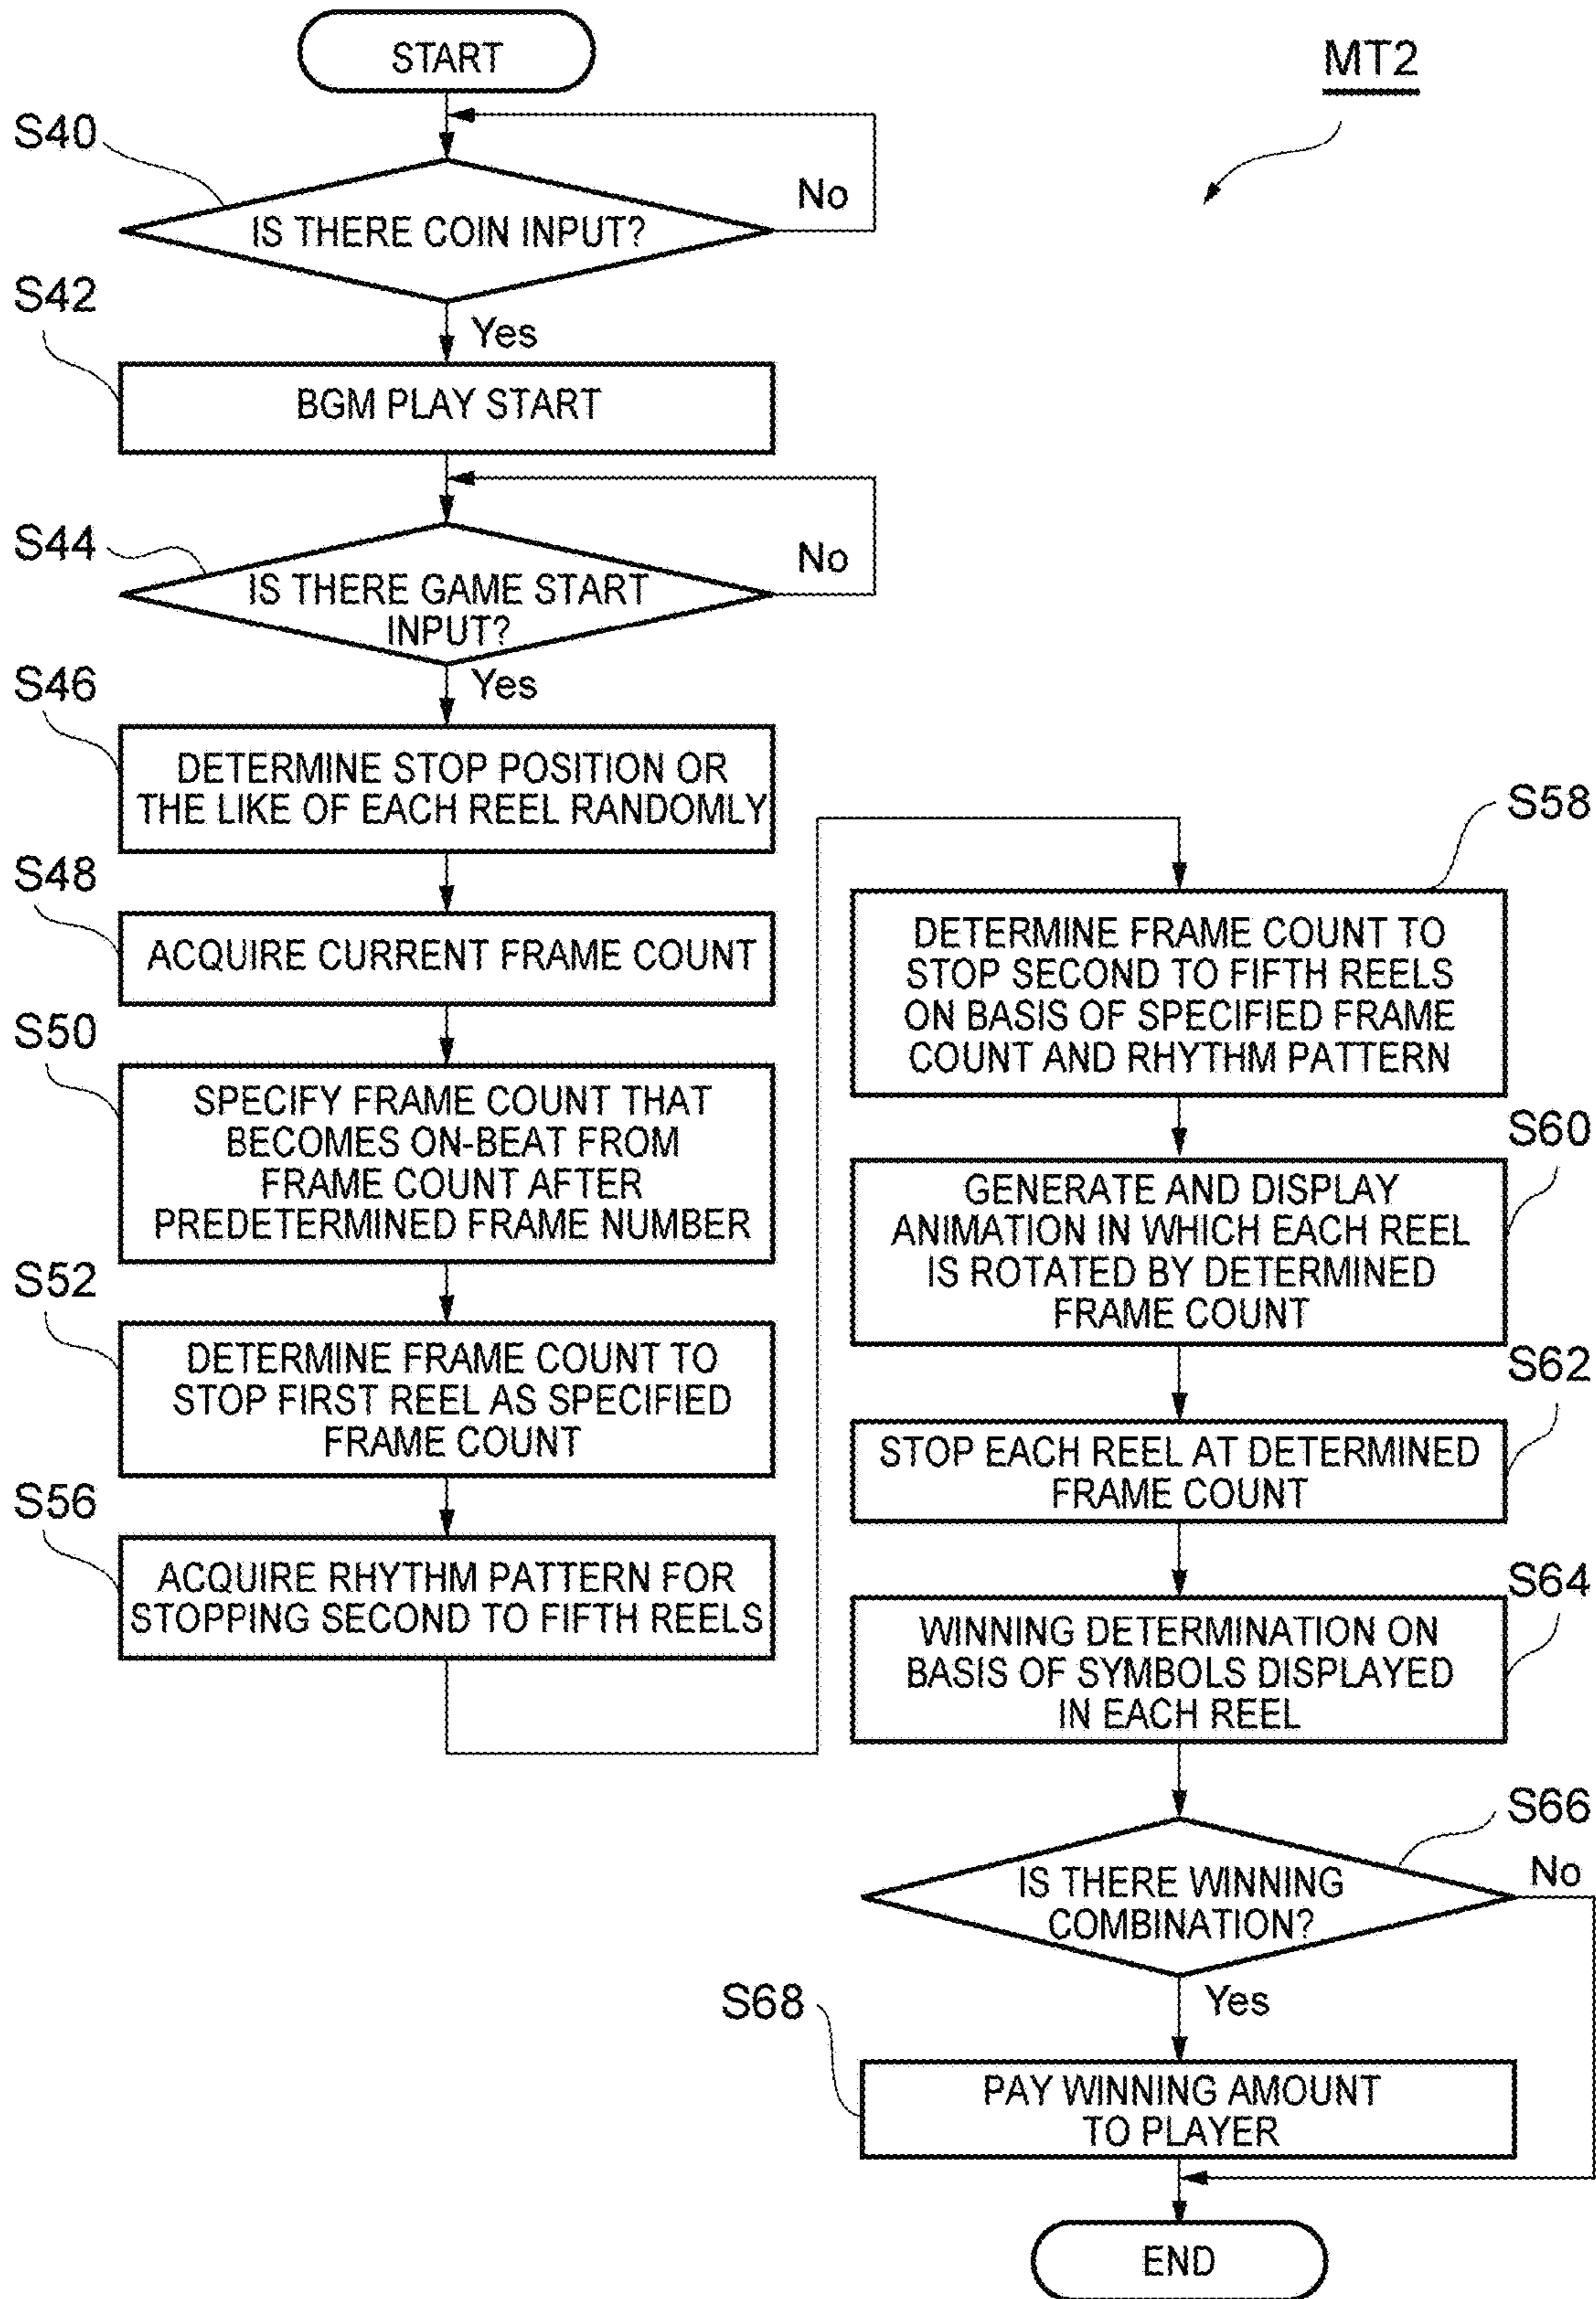 START
MT2
S40
IS THERE COIN INPUT?
No
Yes
S42
BGM PLAY START
S44
IS THERE GAME START
INPUT?
No
Yes
S46
DETERMINE STOP POSITION OR
THE LIKE OF EACH REEL RANDOMLY
S48
ACQUIRE CURRENT FRAME COUNT
S50
SPECIFY FRAME COUNT THAT
BECOMES ON-BEAT FROM
FRAME COUNT AFTER
PREDETERMINED FRAME NUMBER
S52
DETERMINE FRAME COUNT TO
STOP FIRST REEL AS SPECIFIED
FRAME COUNT
S56
ACQUIRE RHYTHM PATTERN FOR
STOPPING SECOND TO FIFTH REELS
S58
DETERMINE FRAME COUNT TO
STOP SECOND TO FIFTH REELS
ON BASIS OF SPECIFIED FRAME
COUNT AND RHYTHM PATTERN
S60
GENERATE AND DISPLAY
ANIMATION IN WHICH EACH REEL
IS ROTATED BY DETERMINED
FRAME COUNT
S62
STOP EACH REEL AT DETERMINED
FRAME COUNT
S64
WINNING DETERMINATION ON
BASIS OF SYMBOLS DISPLAYED
IN EACH REEL
S66
IS THERE WINNING
COMBINATION?
No
Yes
S68
PAY WINNING AMOUNT
TO PLAYER
END